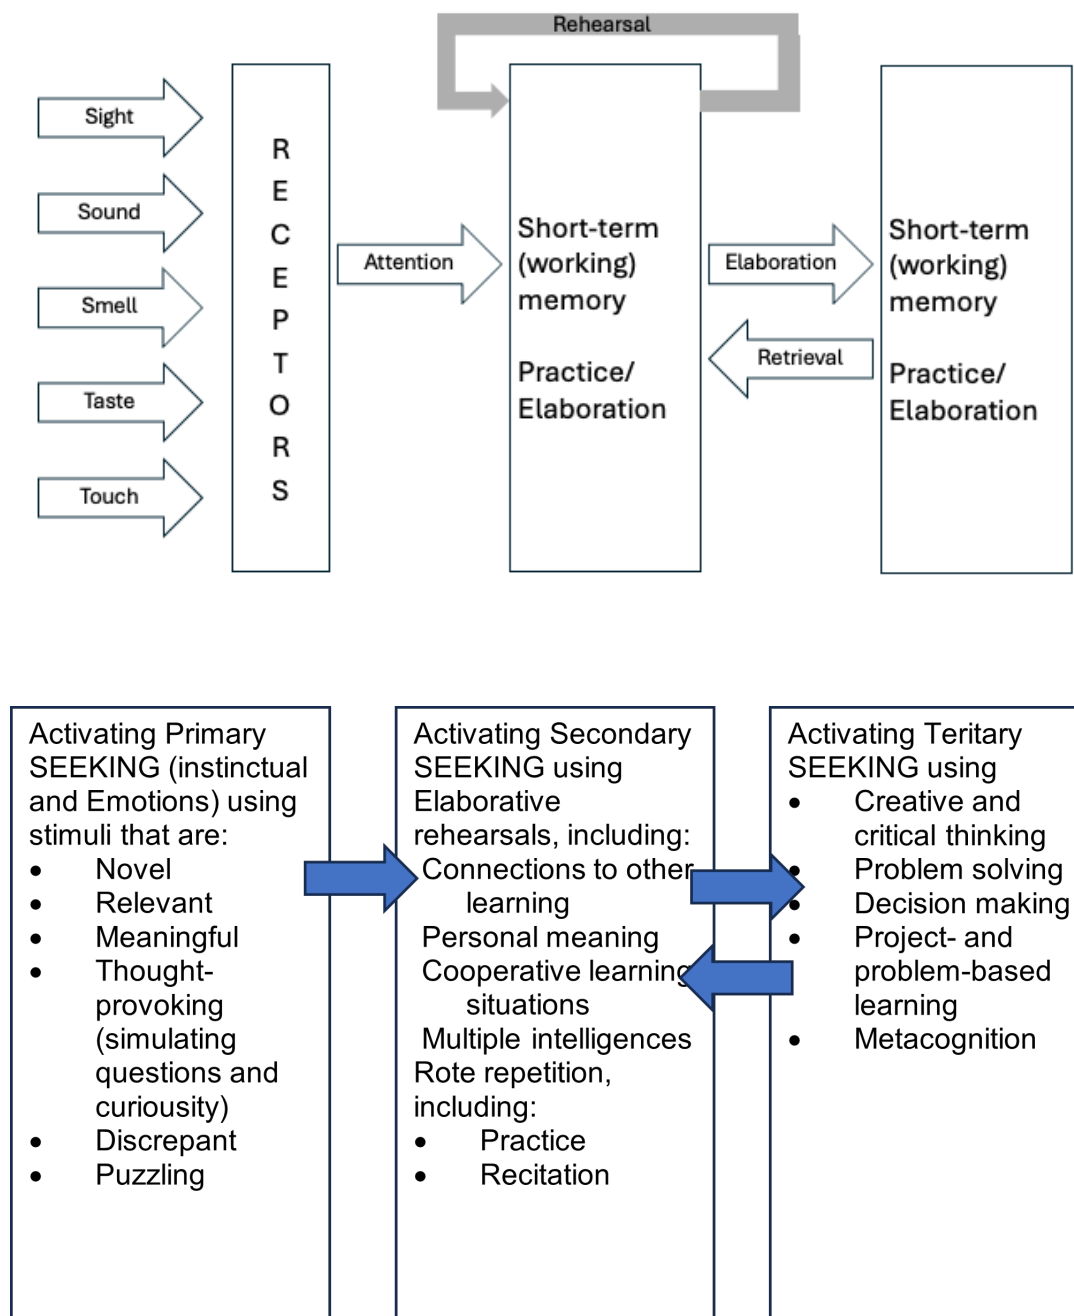 Rehearsal
Sight
Sound
Smell
Taste
Touch
R
E
C
E
P
T
O
R
S
Attention
Short-term
(working)
memory
Practice/
Elaboration
Elaboration
Retrieval
Short-term
(working)
memory
Practice/
Elaboration
Activating Primary
SEEKING (instinctual
and Emotions) using
stimuli that are:
• Novel
• Relevant
• Meaningful
• Thought-
provoking
(simulating
questions and
curiousity)
• Discrepant
• Puzzling
Activating Secondary
SEEKING using
Elaborative
rehearsals, including:
Connections to other
learning
Personal meaning
Cooperative learning
situations
Multiple intelligences
Rote repetition,
including:
• Practice
• Recitation
Activating Teritary
SEEKING using
• Creative and
critical thinking
• Problem solving
• Decision making
• Project- and
problem-based
learning
• Metacognition